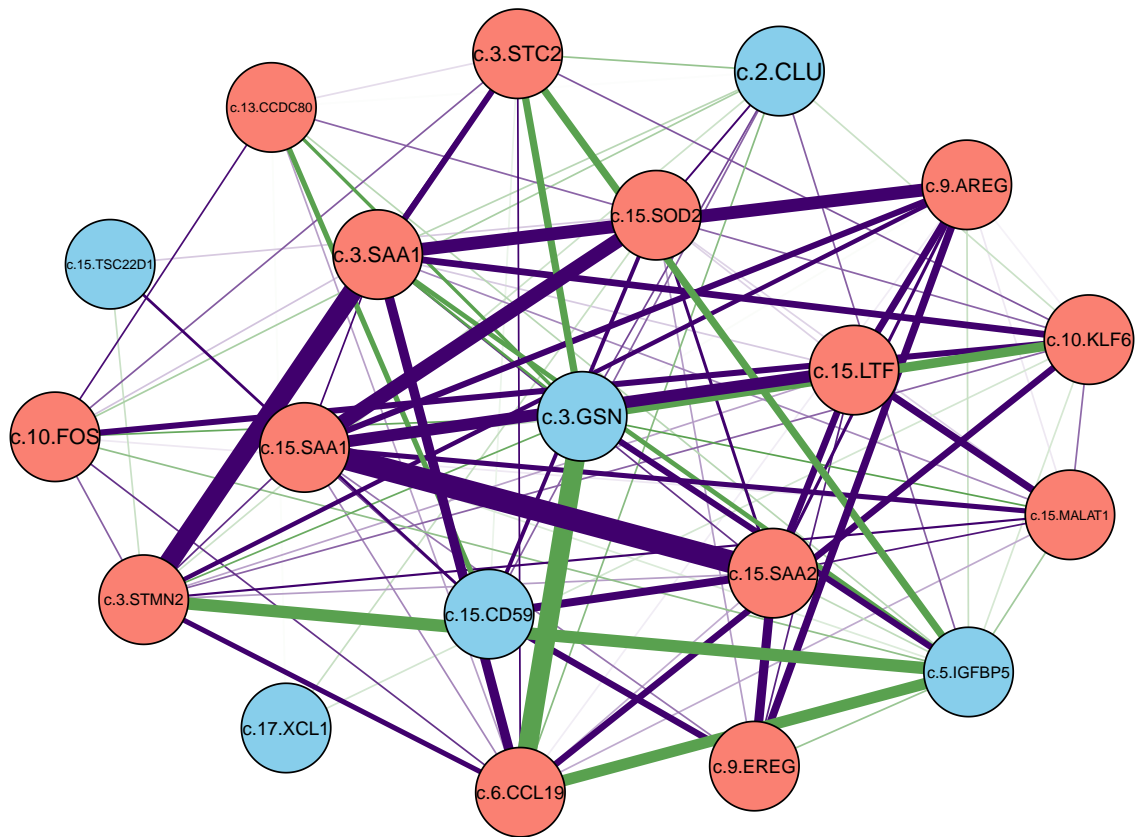 c.3.STC2
c.2.CLU
c.13.CCDC80
c.9.AREG
c.15.SOD2
c.3.SAA1
c.15.TSC22D1
c.10.KLF6
c.15.LTF
c.3.GSN
c.10.FOS
c.15.SAA1
c.15.MALAT1
c.15.SAA2
c.3.STMN2
c.15.CD59
c.5.IGFBP5
c.17.XCL1
c.9.EREG
c.6.CCL19